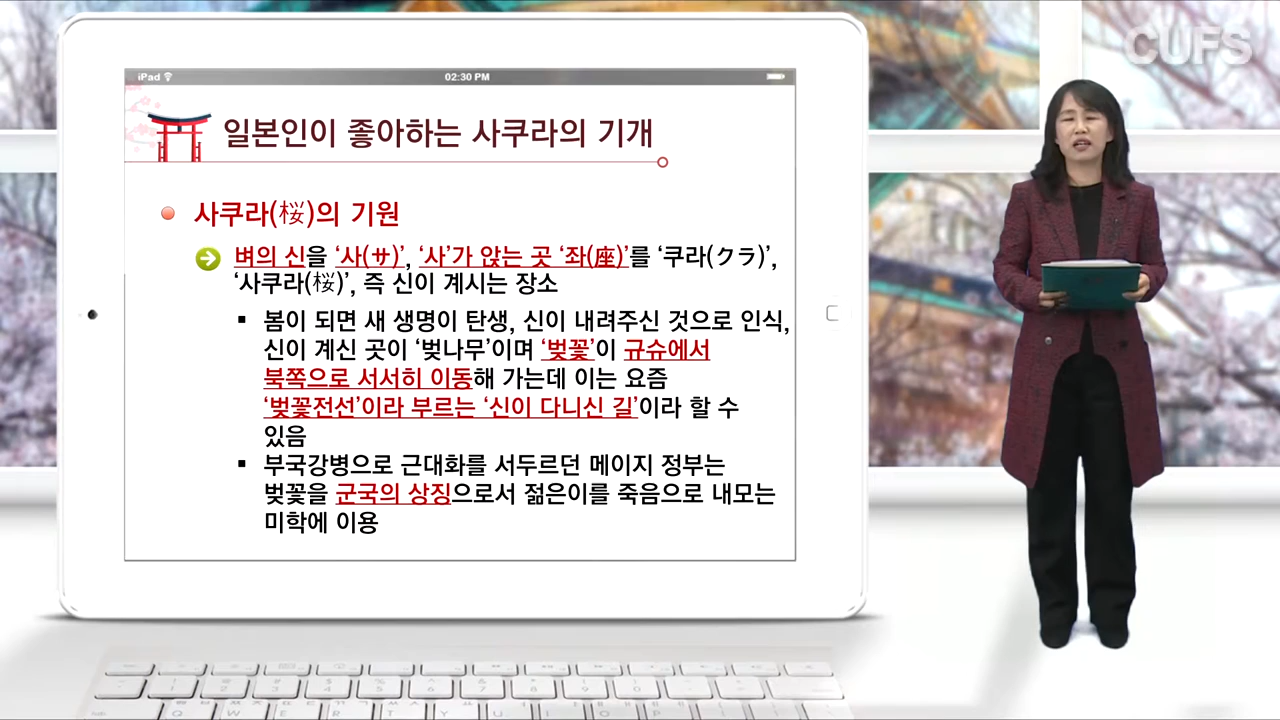 CUFS
iPad 02:30 PM
일본인이 좋아하는 사쿠라의 기개
사쿠라(桜)의 기원
벼의 신을 ‘사(サ)’, ‘사’가 앉는 곳 ‘좌(座)’를 ‘쿠라(クラ)’,
‘사쿠라(桜)’, 즉 신이 계시는 장소
봄이 되면 새 생명이 탄생, 신이 내려주신 것으로 인식,
신이 계신 곳이 ‘벚나무’이며 ‘벚꽃’이 규슈에서
북쪽으로 서서히 이동해 가는데 이는 요즘
‘벚꽃전선’이라 부르는 ‘신이 다니신 길’이라 할 수
있음
부국강병으로 근대화를 서두르던 메이지 정부는
벚꽃을 군국의 상징으로서 젊은이를 죽음으로 내모는
미학에 이용